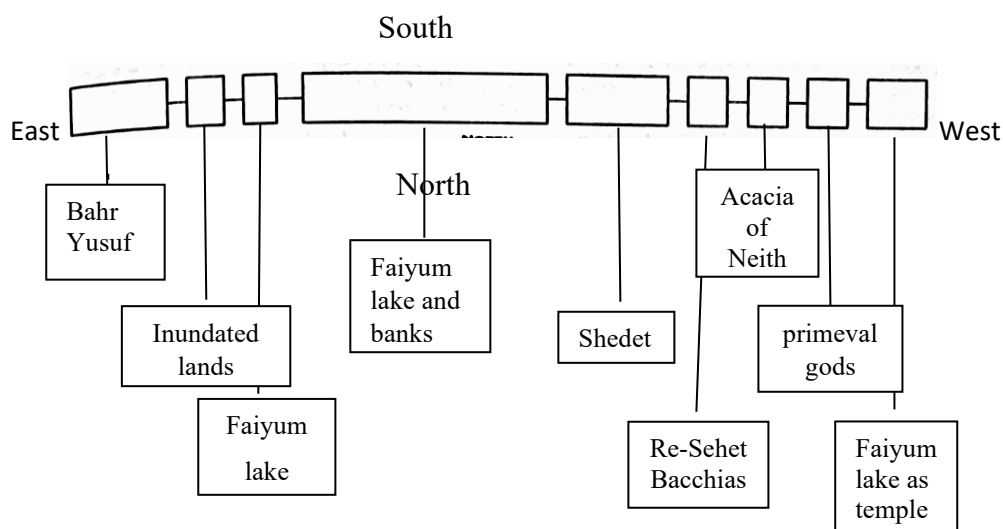 South
East
West
NORTH
North
Bahr
Yusuf
Acacia
of
Neith
Faiyum
lake and
banks
Inundated
lands
Shedet
primeval
gods
Faiyum
lake
Re-Sehet
Bacchias
Faiyum
lake as
temple